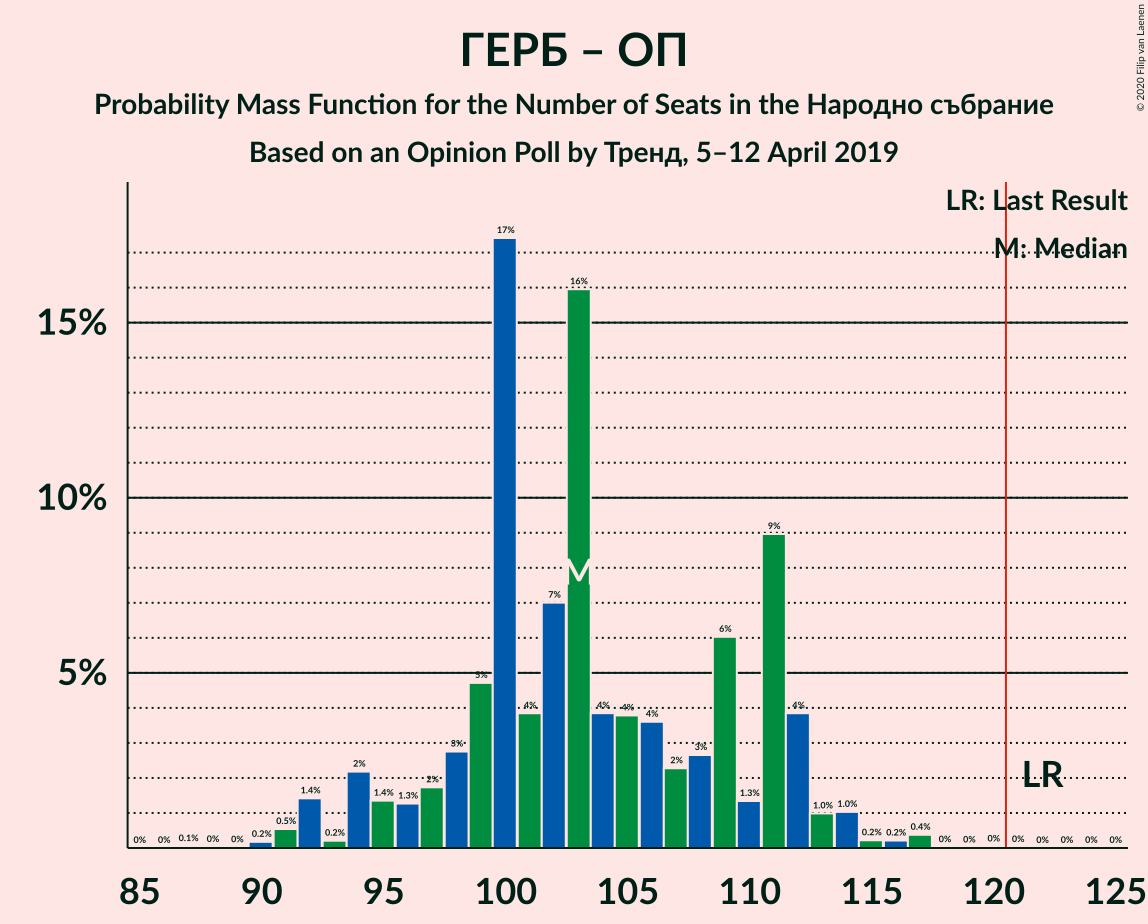 ГЕРБ – ОП
Probability Mass Function for the Number of Seats in the Народно събрание
Based on an Opinion Poll by Тренд, 5–12 April 2019
© 2020 Filip van Laenen
LR: Last Result
M: Median
15%
10%
5%
0% 0% 0.1% 0% 0% 0.2% 0.5% 1.4% 0.2% 2% 1.4% 1.3% 2% 3% 5% 17% 4% 7% 16% 4% 4% 4% 2% 3% 6% 1.3% 9% 4% 1.0% 1.0% 0.2% 0.2% 0.4% 0% 0% 0% 0% 0% 0% 0% 0%
M
LR
85 90 95 100 105 110 115 120 125